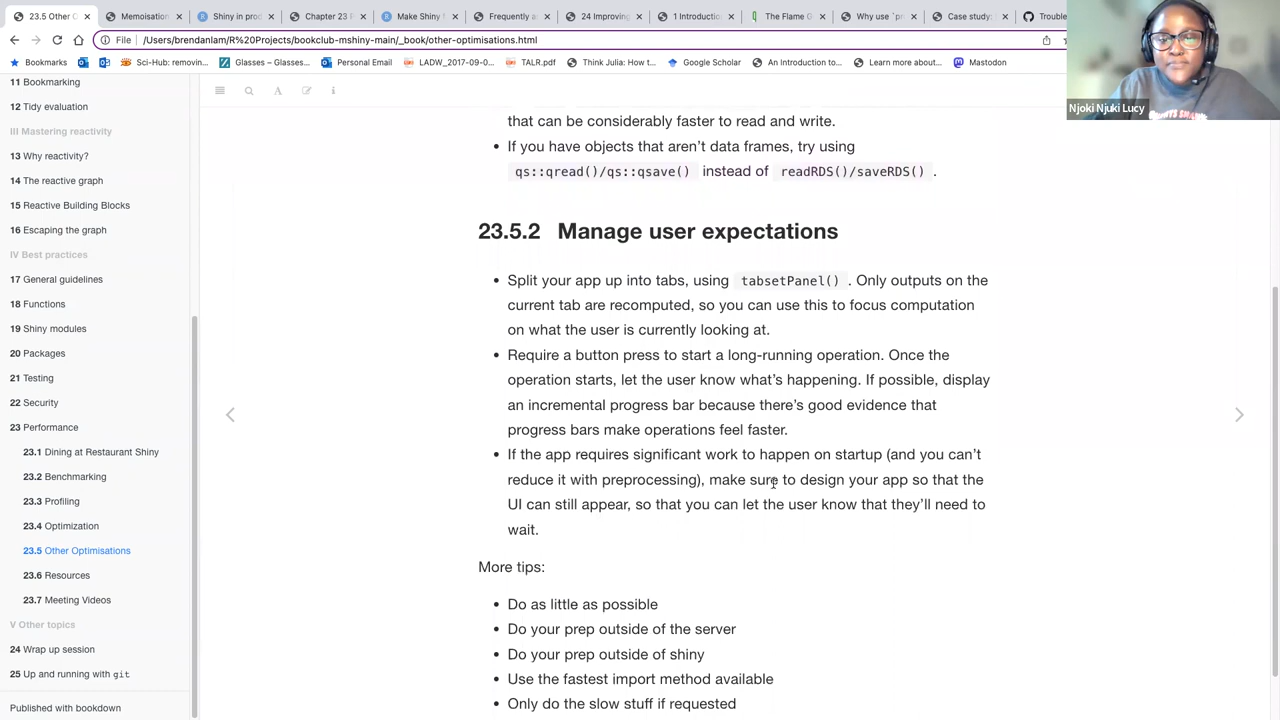 23.5 Other O
Memoisation
Shiny in prod
Chapter 23 P
Make Shiny f
Frequently a
24 Improving
1 Introductio
The Flame G
Why use `pr
Case study:
Trouble
File /Users/brendanlam/R%20Projects/bookclub-mshiny-main/_book/other-optimisations.html
Bookmarks
Sci-Hub: removin...
Glasses – Glasses...
Personal Email
LADW_2017-09-0...
TALR.pdf
Think Julia: How t...
Google Scholar
An Introduction to...
Learn more about...
Mastodon
Njoki Njuki Lucy
11 Bookmarking
12 Tidy evaluation
III Mastering reactivity
13 Why reactivity?
14 The reactive graph
15 Reactive Building Blocks
16 Escaping the graph
IV Best practices
17 General guidelines
18 Functions
19 Shiny modules
20 Packages
21 Testing
22 Security
23 Performance
23.1 Dining at Restaurant Shiny
23.2 Benchmarking
23.3 Profiling
23.4 Optimization
23.5 Other Optimisations
23.6 Resources
23.7 Meeting Videos
V Other topics
24 Wrap up session
25 Up and running with git
Published with bookdown
that can be considerably faster to read and write.
• If you have objects that aren’t data frames, try using
qs::qread()/qs::qsave() instead of readRDS()/saveRDS() .
23.5.2 Manage user expectations
• Split your app up into tabs, using tabsetPanel() . Only outputs on the
current tab are recomputed, so you can use this to focus computation
on what the user is currently looking at.
• Require a button press to start a long-running operation. Once the
operation starts, let the user know what’s happening. If possible, display
an incremental progress bar because there’s good evidence that
progress bars make operations feel faster.
• If the app requires significant work to happen on startup (and you can’t
reduce it with preprocessing), make sure to design your app so that the
UI can still appear, so that you can let the user know that they’ll need to
wait.
More tips:
• Do as little as possible
• Do your prep outside of the server
• Do your prep outside of shiny
• Use the fastest import method available
• Only do the slow stuff if requested